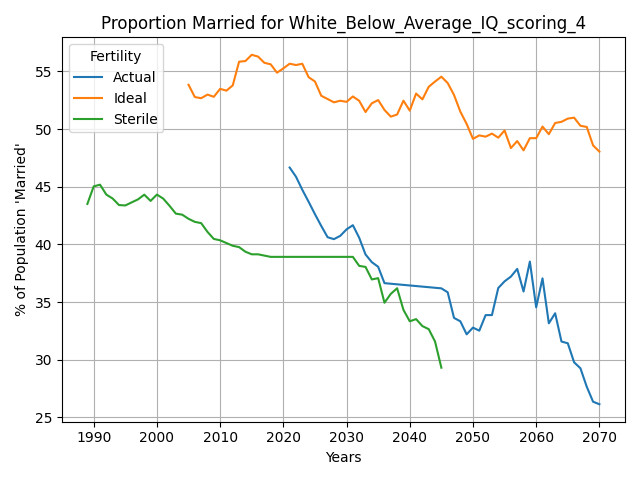 Proportion Married for White_Below_Average_IQ_scoring_4
Fertility
Actual
Ideal
Sterile
% of Population 'Married'
55
50
45
40
35
30
25
1990 2000 2010 2020 2030 2040 2050 2060 2070
Years